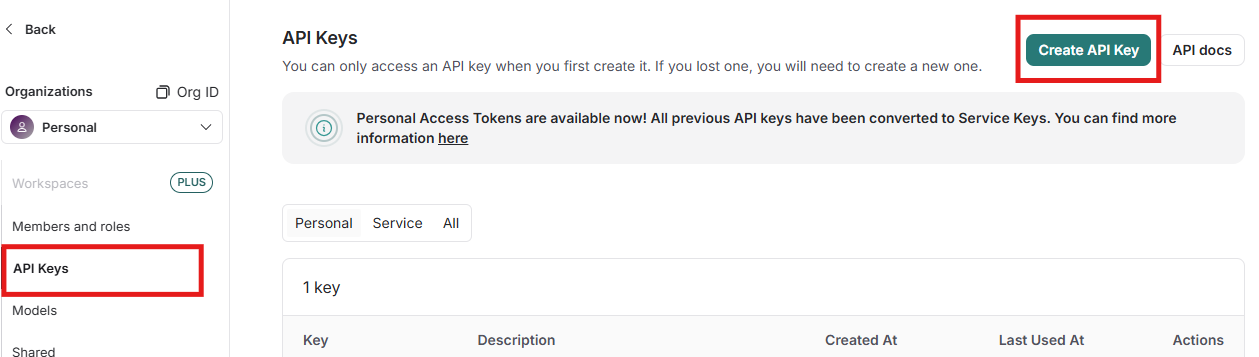 Back
Organizations
Org ID
Personal
Workspaces
PLUS
Members and roles
API Keys
Models
Shared
API Keys
You can only access an API key when you first create it. If you lost one, you will need to create a new one.
Create API Key
API docs
Personal Access Tokens are available now! All previous API keys have been converted to Service Keys. You can find more
information here
Personal Service All
1 key
Key Description Created At Last Used At Actions